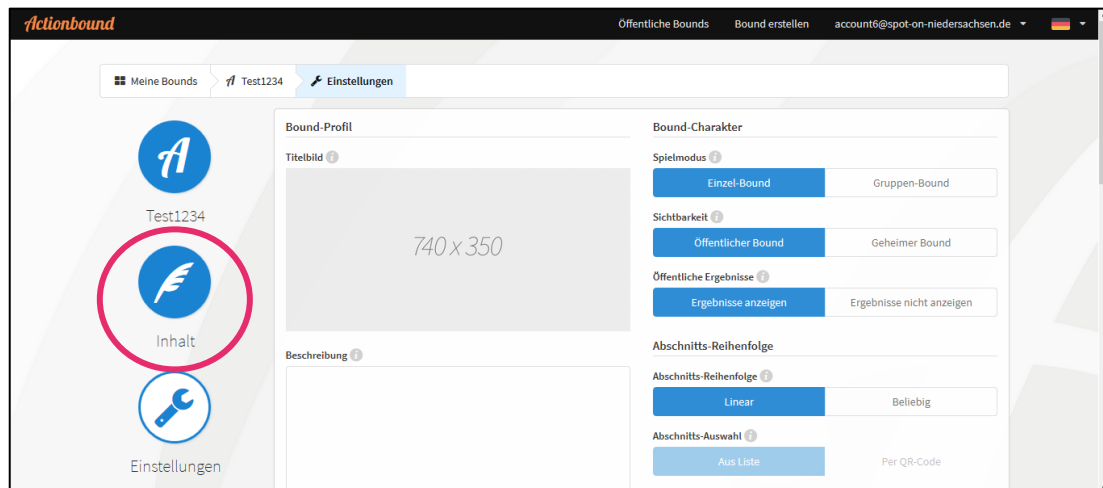 Actionbound
Öffentliche Bounds Bound erstellen account6@spot-on-niedersachsen.de
Meine Bounds Test1234 Einstellungen
Test1234
Inhalt
Einstellungen
Bound-Profil
Titelbild
740 x 350
Beschreibung
Bound-Charakter
Spielmodus
Einzel-Bound Gruppen-Bound
Sichtbarkeit
Öffentlicher Bound Geheimer Bound
Öffentliche Ergebnisse
Ergebnisse anzeigen Ergebnisse nicht anzeigen
Abschnitts-Reihenfolge
Abschnitts-Reihenfolge
Linear Beliebig
Abschnitts-Auswahl
Aus Liste Per QR-Code